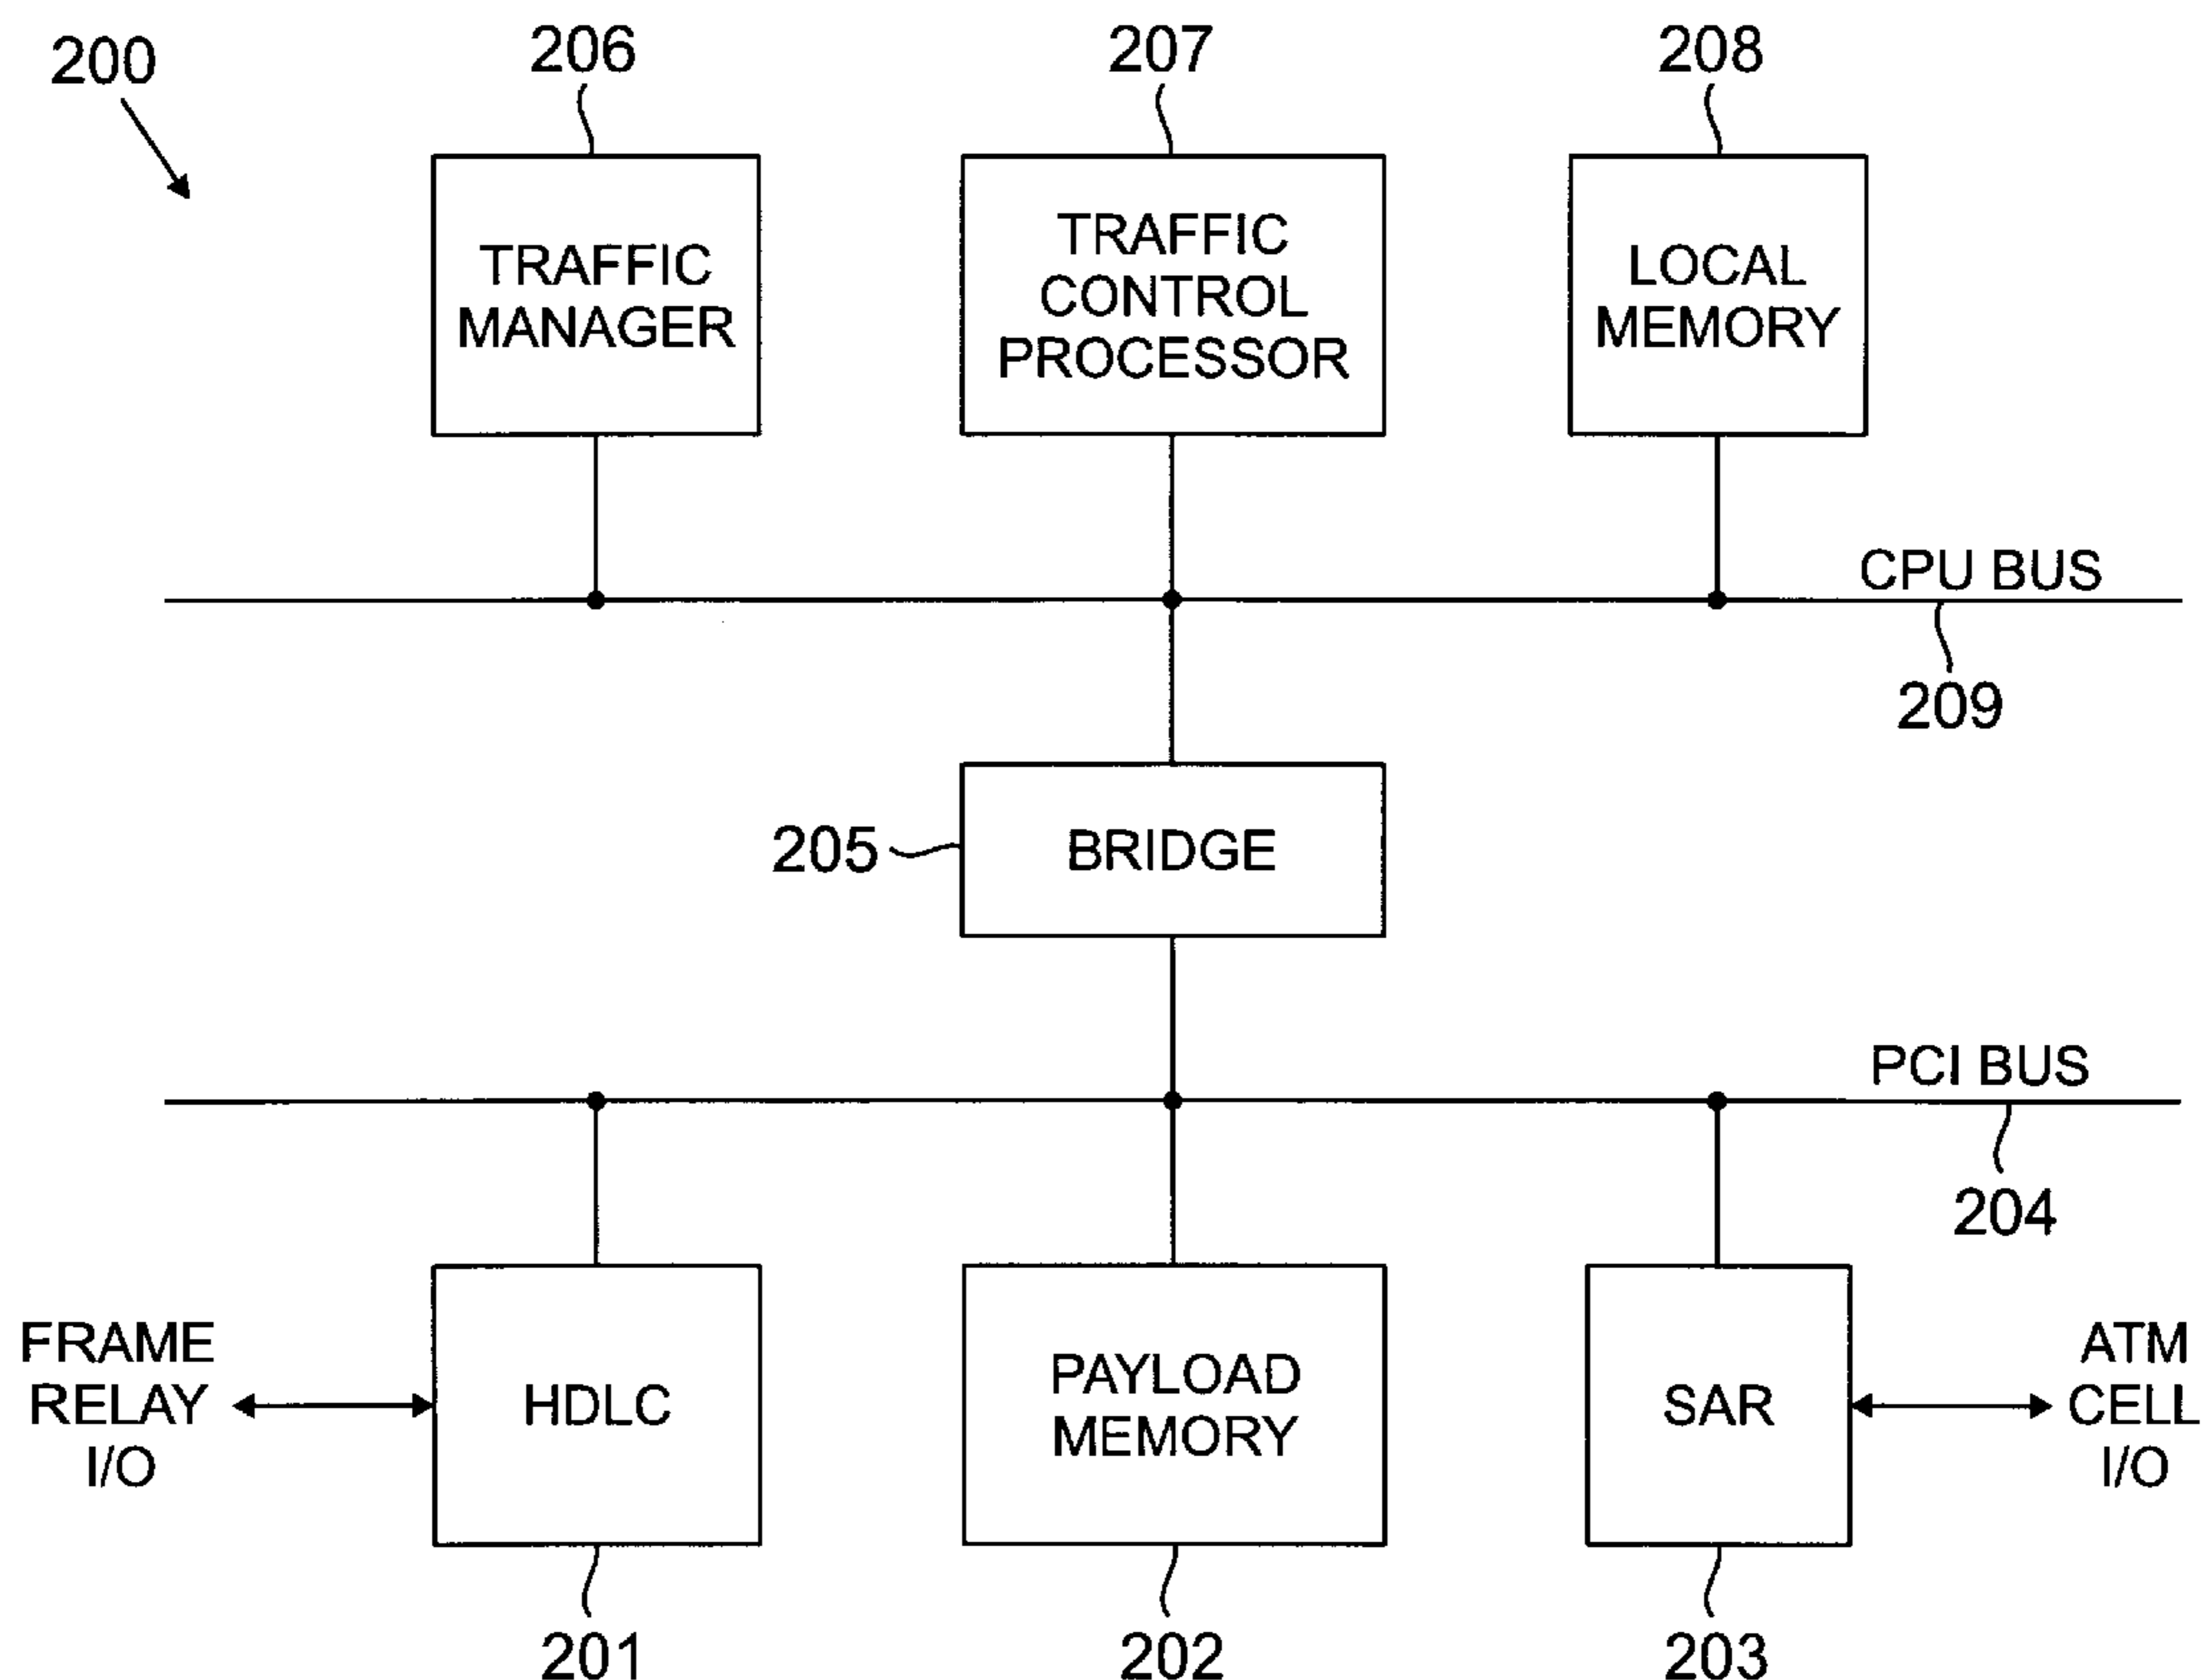 200
206
207
208
TRAFFIC
MANAGER
TRAFFIC
CONTROL
PROCESSOR
LOCAL
MEMORY
CPU BUS
209
205
BRIDGE
PCI BUS
204
FRAME
RELAY
I/O
HDLC
PAYLOAD
MEMORY
SAR
ATM
CELL
I/O
201
202
203